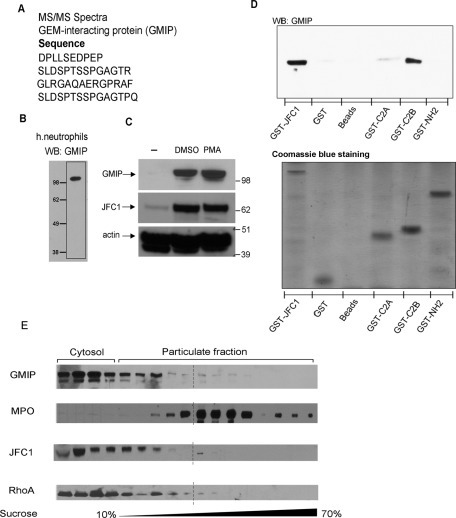 A
MS/MS Spectra
GEM-interacting protein (GMIP)
Sequence
DPLLSEDPEP
SLDSPTSSPGAGTR
GLRGAQAERGPRAF
SLDSPTSSPGAGTPQ
B
h.neutrophils
WB: GMIP
98
62
49
38
C
– DMSO PMA
GMIP
98
JFC1
62
actin
51
39
D
WB: GMIP
GST-JFC1
GST
Beads
GST-C2A
GST-C2B
GST-NH2
Coomassie blue staining
GST-JFC1
GST
Beads
GST-C2A
GST-C2B
GST-NH2
E
Cytosol Particulate fraction
GMIP
MPO
JFC1
RhoA
Sucrose 10% 70%